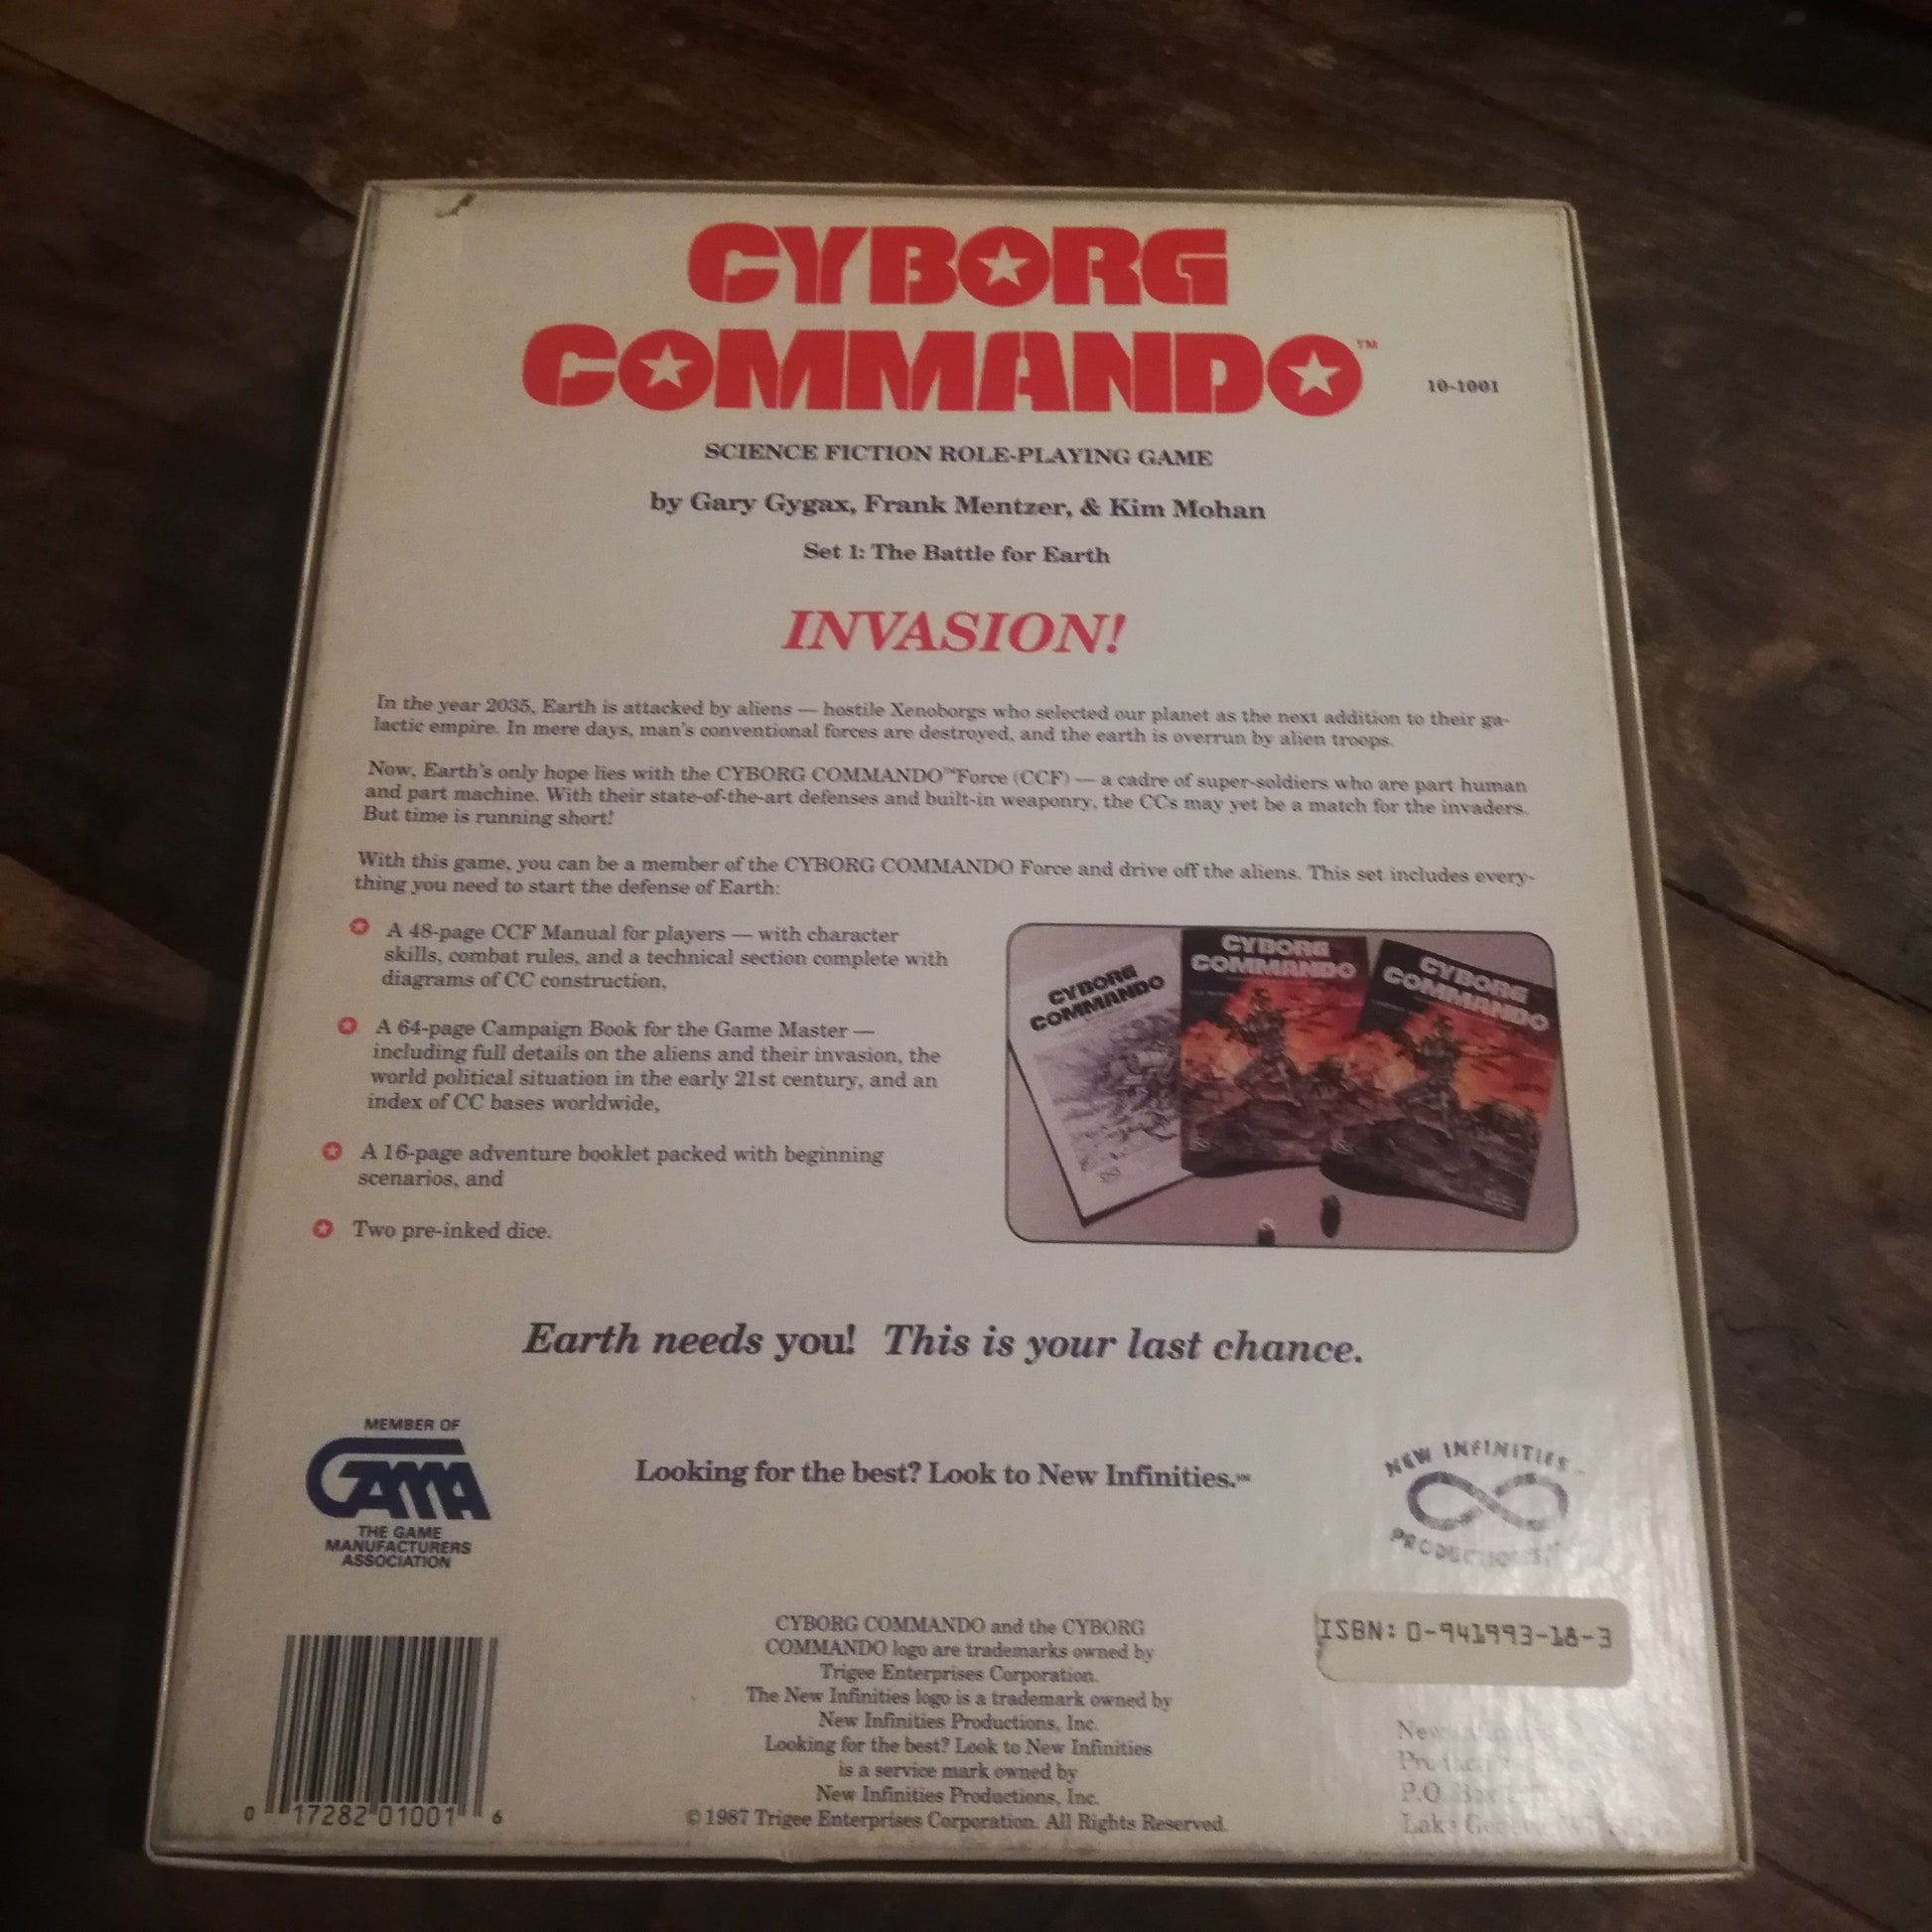 CYBORG
COMMANDO™
10-1001
SCIENCE FICTION ROLE-PLAYING GAME
by Gary Gygax, Frank Mentzer, & Kim Mohan
Set 1: The Battle for Earth
INVASION!
In the year 2035, Earth is attacked by aliens — hostile Xenoborgs who selected our planet as the next addition to their ga-
lactic empire. In mere days, man's conventional forces are destroyed, and the earth is overrun by alien troops.
Now, Earth's only hope lies with the CYBORG COMMANDO™ Force (CCF) — a cadre of super-soldiers who are part human
and part machine. With their state-of-the-art defenses and built-in weaponry, the CCs may yet be a match for the invaders.
But time is running short!
With this game, you can be a member of the CYBORG COMMANDO Force and drive off the aliens. This set includes every-
thing you need to start the defense of Earth:
A 48-page CCF Manual for players — with character
skills, combat rules, and a technical section complete with
diagrams of CC construction,
A 64-page Campaign Book for the Game Master —
including full details on the aliens and their invasion, the
world political situation in the early 21st century, and an
index of CC bases worldwide,
A 16-page adventure booklet packed with beginning
scenarios, and
Two pre-inked dice.
CYBORG
COMMANDO
CYBORG
COMMANDO
CYBORG
COMMANDO
Earth needs you! This is your last chance.
MEMBER OF
GAMA
THE GAME
MANUFACTURERS
ASSOCIATION
Looking for the best? Look to New Infinities.℠
NEW INFINITIES
PRODUCTIONS
CYBORG COMMANDO and the CYBORG
COMMANDO logo are trademarks owned by
Trigee Enterprises Corporation.
The New Infinities logo is a trademark owned by
New Infinities Productions, Inc.
Looking for the best? Look to New Infinities
is a service mark owned by
New Infinities Productions, Inc.
© 1987 Trigee Enterprises Corporation. All Rights Reserved.
ISBN: 0-941993-18-3
New
P.O. Box
Lake Geneva
0 17282 01001 6